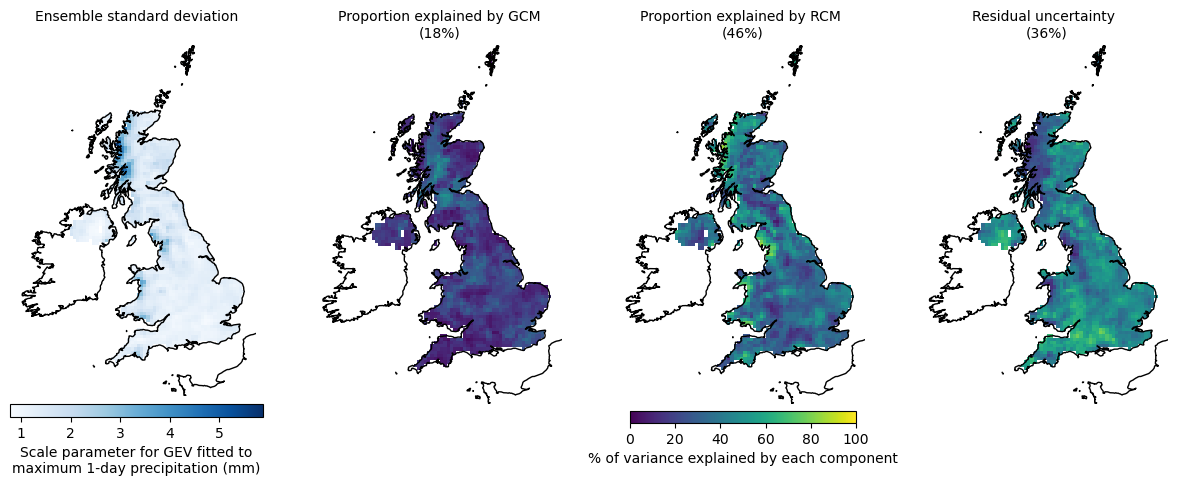 Ensemble standard deviation
Proportion explained by GCM
(18%)
Proportion explained by RCM
(46%)
Residual uncertainty
(36%)
1 2 3 4 5
Scale parameter for GEV fitted to
maximum 1-day precipitation (mm)
0 20 40 60 80 100
% of variance explained by each component